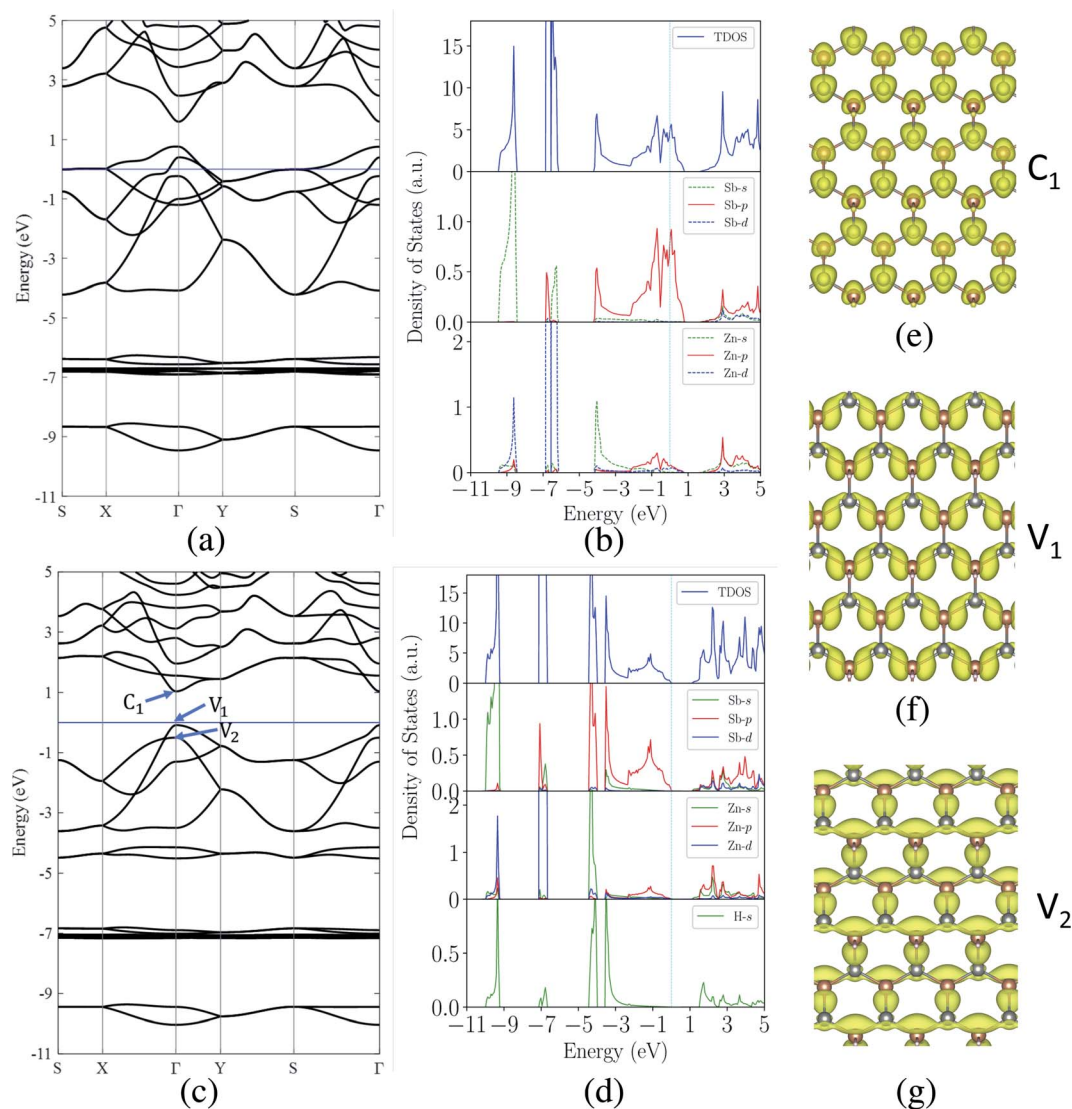 5
3
1
-1
-3
-5
-7
-9
-11
Energy (eV)
S X Γ Y S Γ
(a)
TDOS
15
10
5
0
Sb-s
Sb-p
Sb-d
1.0
0.5
0.0
Zn-s
Zn-p
Zn-d
2
1
0
Density of States (a.u.)
−11 −9 −7 −5 −3 −1 1 3 5
Energy (eV)
(b)
C1
(e)
V1
(f)
V2
(g)
5
3
1
-1
-3
-5
-7
-9
-11
Energy (eV)
C1
V1
V2
S X Γ Y S Γ
(c)
TDOS
15
10
5
0
Sb-s
Sb-p
Sb-d
1.0
0.5
0.0
Zn-s
Zn-p
Zn-d
2
1
0
H-s
0.5
0.0
Density of States (a.u.)
−11 −9 −7 −5 −3 −1 1 3 5
Energy (eV)
(d)